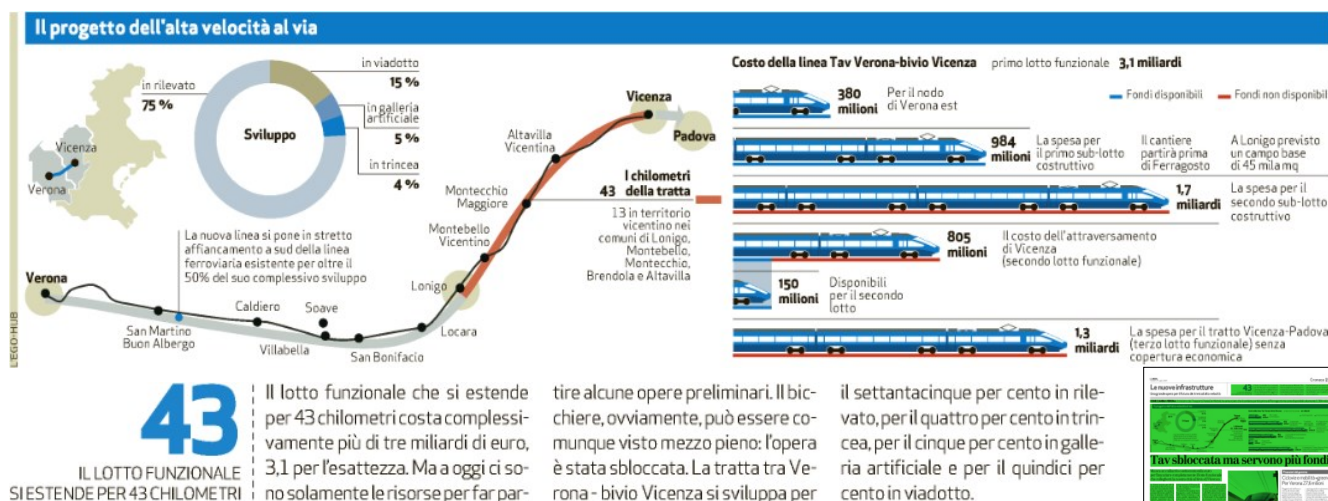 Il progetto dell'alta velocità al via
in rilevato
75 %
in viadotto
15 %
in galleria
artificiale
5 %
in trincea
4 %
Sviluppo
Vicenza
Verona
La nuova linea si pone in stretto
affiancamento a sud della linea
ferroviaria esistente per oltre il
50% del suo complessivo sviluppo
Verona
San Martino
Buon Albergo
Caldiero
Villabella
Soave
San Bonifacio
Locara
Lonigo
Montebello
Vicentino
Montecchio
Maggiore
Altavilla
Vicentina
Vicenza
Padova
I chilometri
43 della tratta
13 in territorio
vicentino nei
comuni di Lonigo,
Montebello,
Montecchio,
Brendola e Altavilla
L'EGO-HUB
Costo della linea Tav Verona-bivio Vicenza primo lotto funzionale 3,1 miliardi
Fondi disponibili
Fondi non disponibil
380
milioni
Per il nodo
di Verona est
984
milioni
La spesa per
il primo sub-lotto
costruttivo
Il cantiere
partirà prima
di Ferragosto
A Lonigo previsto
un campo base
di 45 mila mq
1,7
miliardi
La spesa per il
secondo sub-lotto
costruttivo
805
milioni
Il costo dell'attraversamento
di Vicenza
(secondo lotto funzionale)
150
milioni
Disponibili
per il secondo
lotto
1,3
miliardi
La spesa per il tratto Vicenza-Padova
(terzo lotto funzionale) senza
copertura economica
43
IL LOTTO FUNZIONALE
SI ESTENDE PER 43 CHILOMETRI
Il lotto funzionale che si estende
per 43 chilometri costa complessi-
vamente più di tre miliardi di euro,
3,1 per l'esattezza. Ma a oggi ci so-
no solamente le risorse per far par-
tire alcune opere preliminari. Il bic-
chiere, ovviamente, può essere co-
munque visto mezzo pieno: l'opera
è stata sbloccata. La tratta tra Ve-
rona - bivio Vicenza si sviluppa per
il settantacinque per cento in rile-
vato, per il quattro per cento in trin-
cea, per il cinque per cento in galle-
ria artificiale e per il quindici per
cento in viadotto.
La nuove infrastrutture
43
Tav sbloccata ma servono più fondi